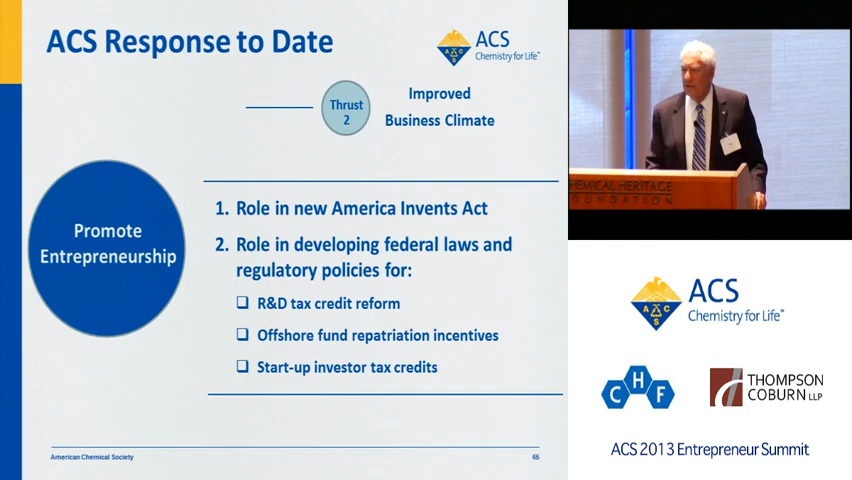 ACS Response to Date
ACS
Chemistry for Life™
Thrust
2
Improved
Business Climate
Promote
Entrepreneurship
1. Role in new America Invents Act
2. Role in developing federal laws and
regulatory policies for:
R&D tax credit reform
Offshore fund repatriation incentives
Start-up investor tax credits
American Chemical Society
65
CHEMICAL HERITAGE
FOUNDATION
A C S
ACS
Chemistry for Life™
C H F
THOMPSON
COBURN LLP
ACS 2013 Entrepreneur Summit